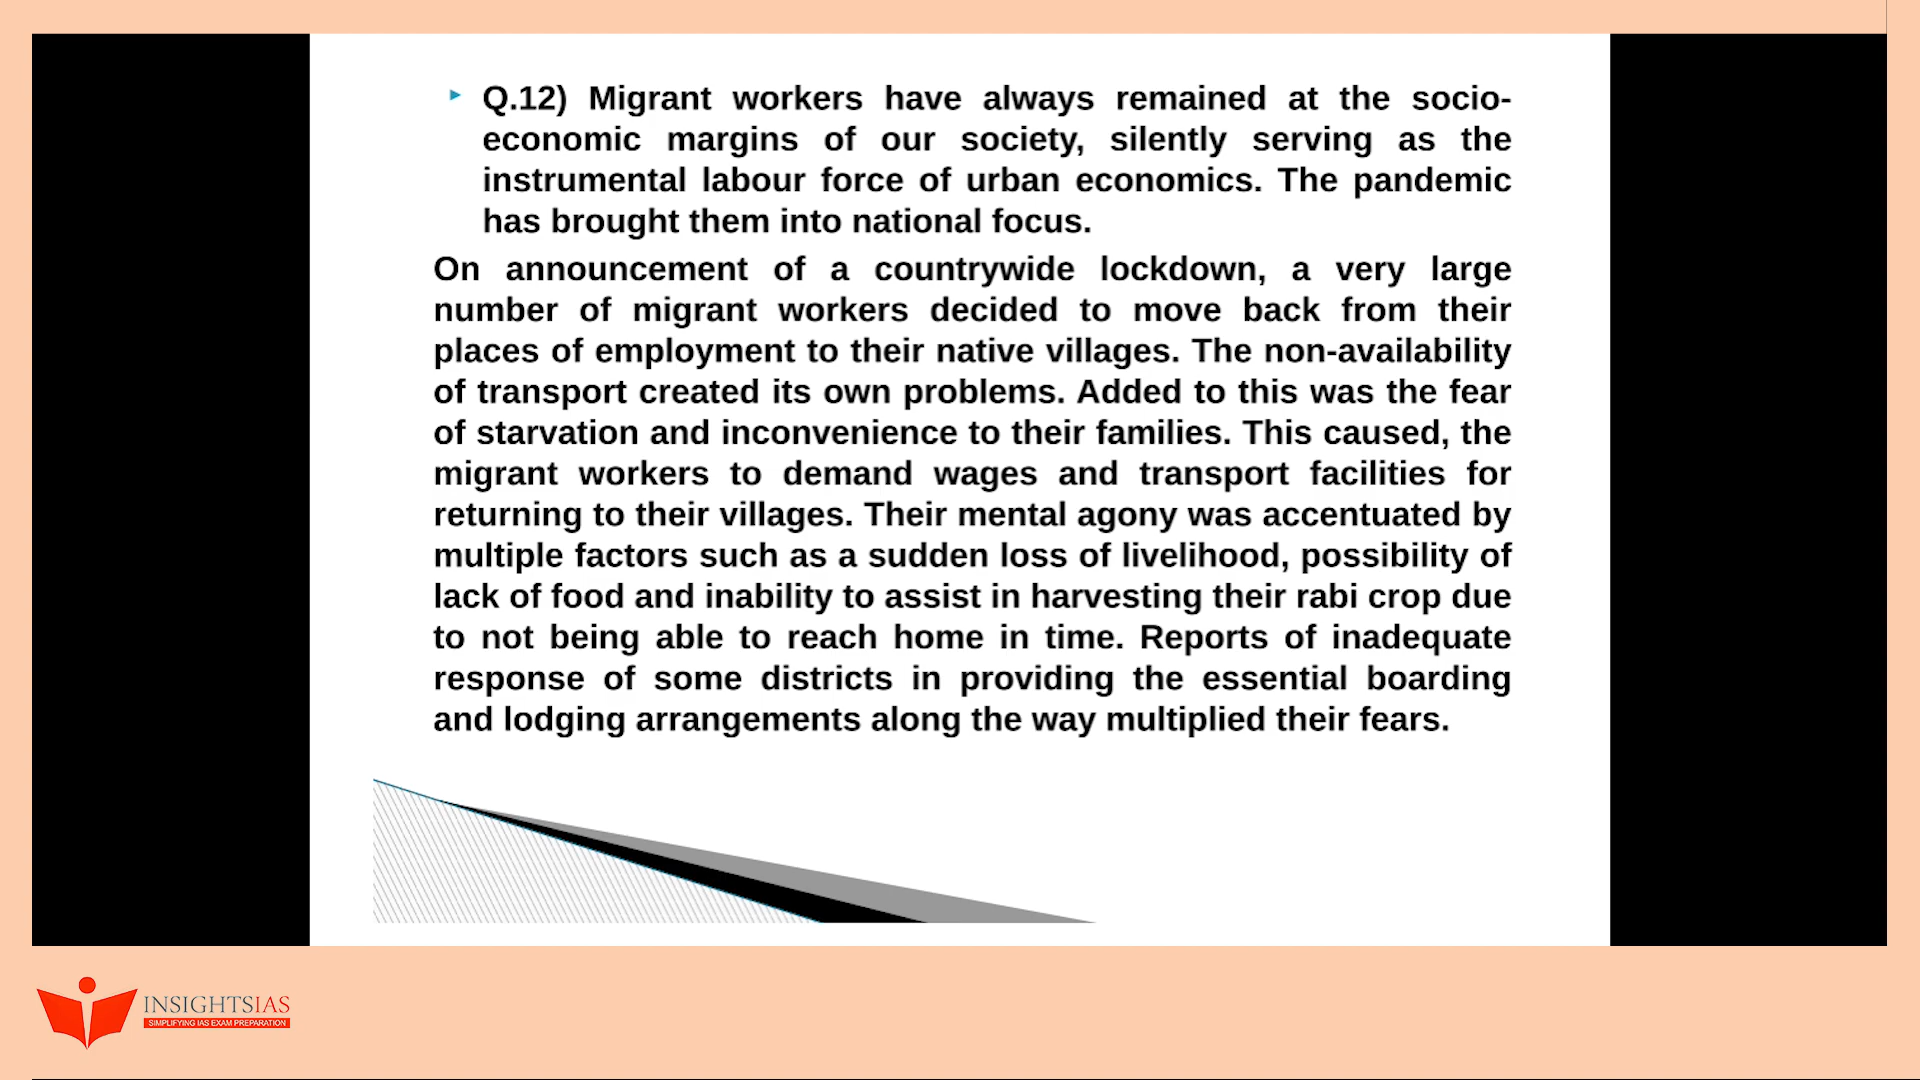 Q.12) Migrant workers have always remained at the socio-
economic margins of our society, silently serving as the
instrumental labour force of urban economics. The pandemic
has brought them into national focus.
On announcement of a countrywide lockdown, a very large
number of migrant workers decided to move back from their
places of employment to their native villages. The non-availability
of transport created its own problems. Added to this was the fear
of starvation and inconvenience to their families. This caused, the
migrant workers to demand wages and transport facilities for
returning to their villages. Their mental agony was accentuated by
multiple factors such as a sudden loss of livelihood, possibility of
lack of food and inability to assist in harvesting their rabi crop due
to not being able to reach home in time. Reports of inadequate
response of some districts in providing the essential boarding
and lodging arrangements along the way multiplied their fears.
INSIGHTSIAS
SIMPLIFYING IAS EXAM PREPARATION